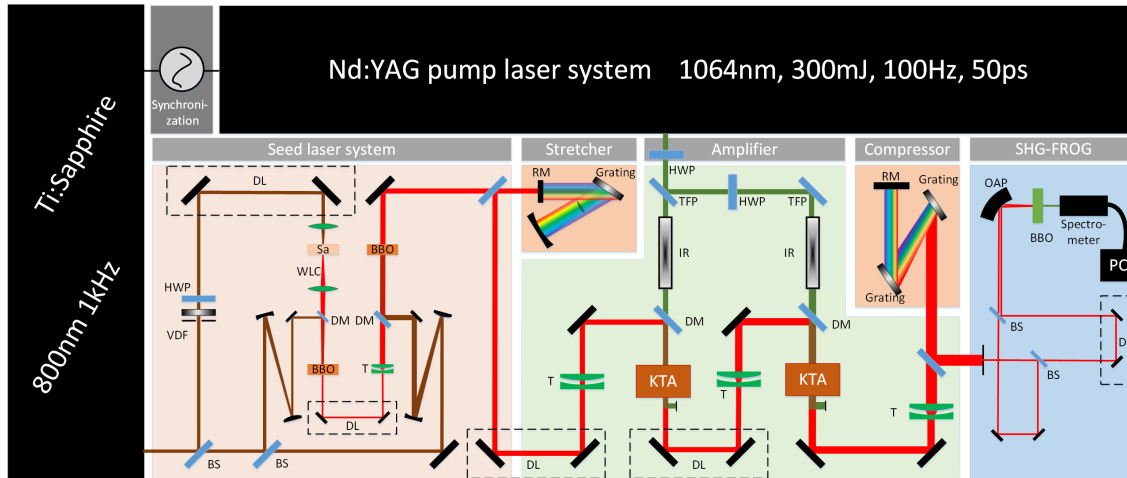 Ti:Sapphire
800nm 1kHz
Synchroni-
zation
Nd:YAG pump laser system 1064nm, 300mJ, 100Hz, 50ps
Seed laser system
Stretcher
Amplifier
Compressor
SHG-FROG
DL
Sa
WLC
HWP
VDF
DM
BBO
DL
BS
BS
BBO
DM
T
RM
Grating
DL
T
HWP
TFP
HWP
TFP
IR
IR
DM
DM
KTA
KTA
T
DL
T
RM
Grating
Grating
OAP
BBO
Spectro-
meter
PC
BS
BS